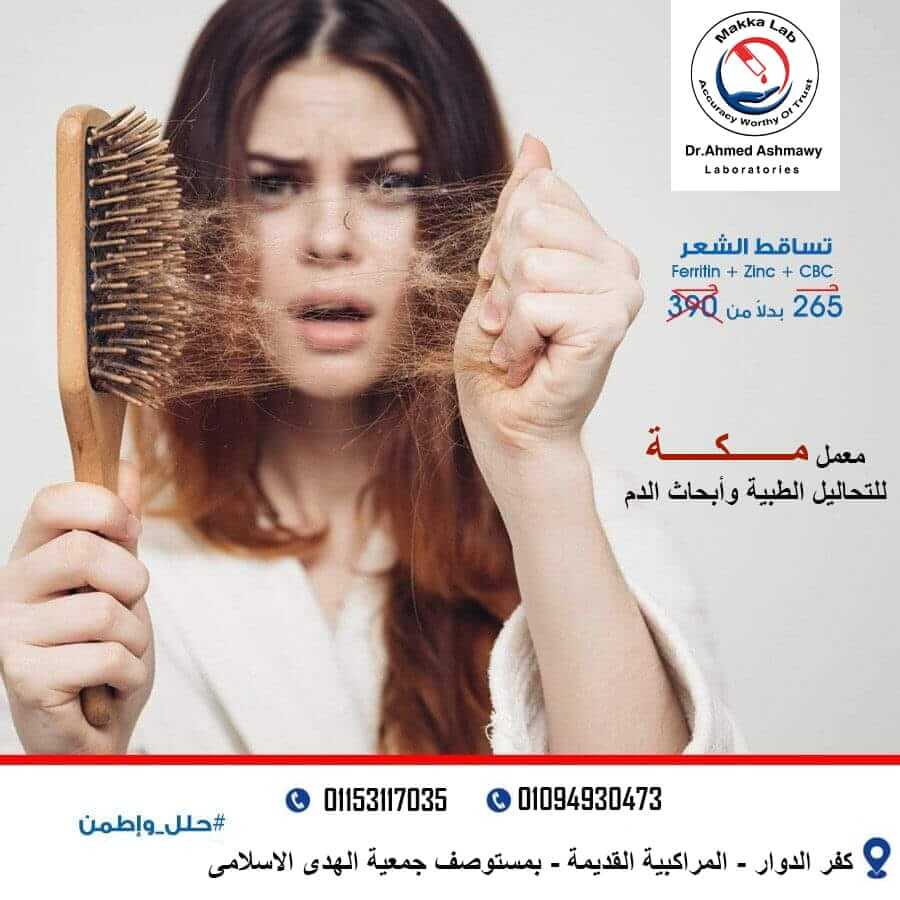 Makka Lab
Accuracy Worthy Of Trust
Dr.Ahmed Ashmawy
Laboratories
تساقط الشعر
Ferritin + Zinc + CBC
265 بدلاً من 390
معمل مكة
للتحاليل الطبية وأبحاث الدم
01153117035 01094930473
#حلل_وإطمن
كفر الدوار - المراكبية القديمة - بمستوصف جمعية الهدى الاسلامى